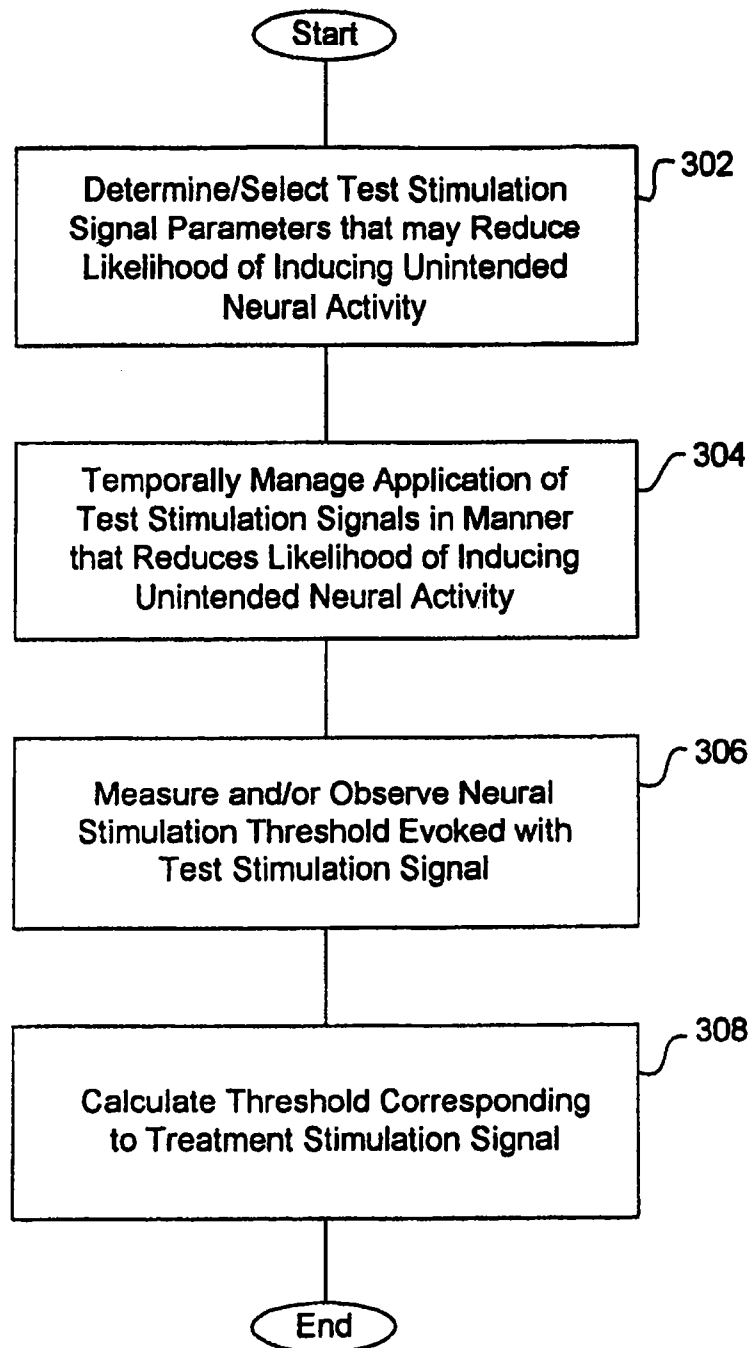 Start
302
Determine/Select Test Stimulation
Signal Parameters that may Reduce
Likelihood of Inducing Unintended
Neural Activity
304
Temporally Manage Application of
Test Stimulation Signals in Manner
that Reduces Likelihood of Inducing
Unintended Neural Activity
306
Measure and/or Observe Neural
Stimulation Threshold Evoked with
Test Stimulation Signal
308
Calculate Threshold Corresponding
to Treatment Stimulation Signal
End